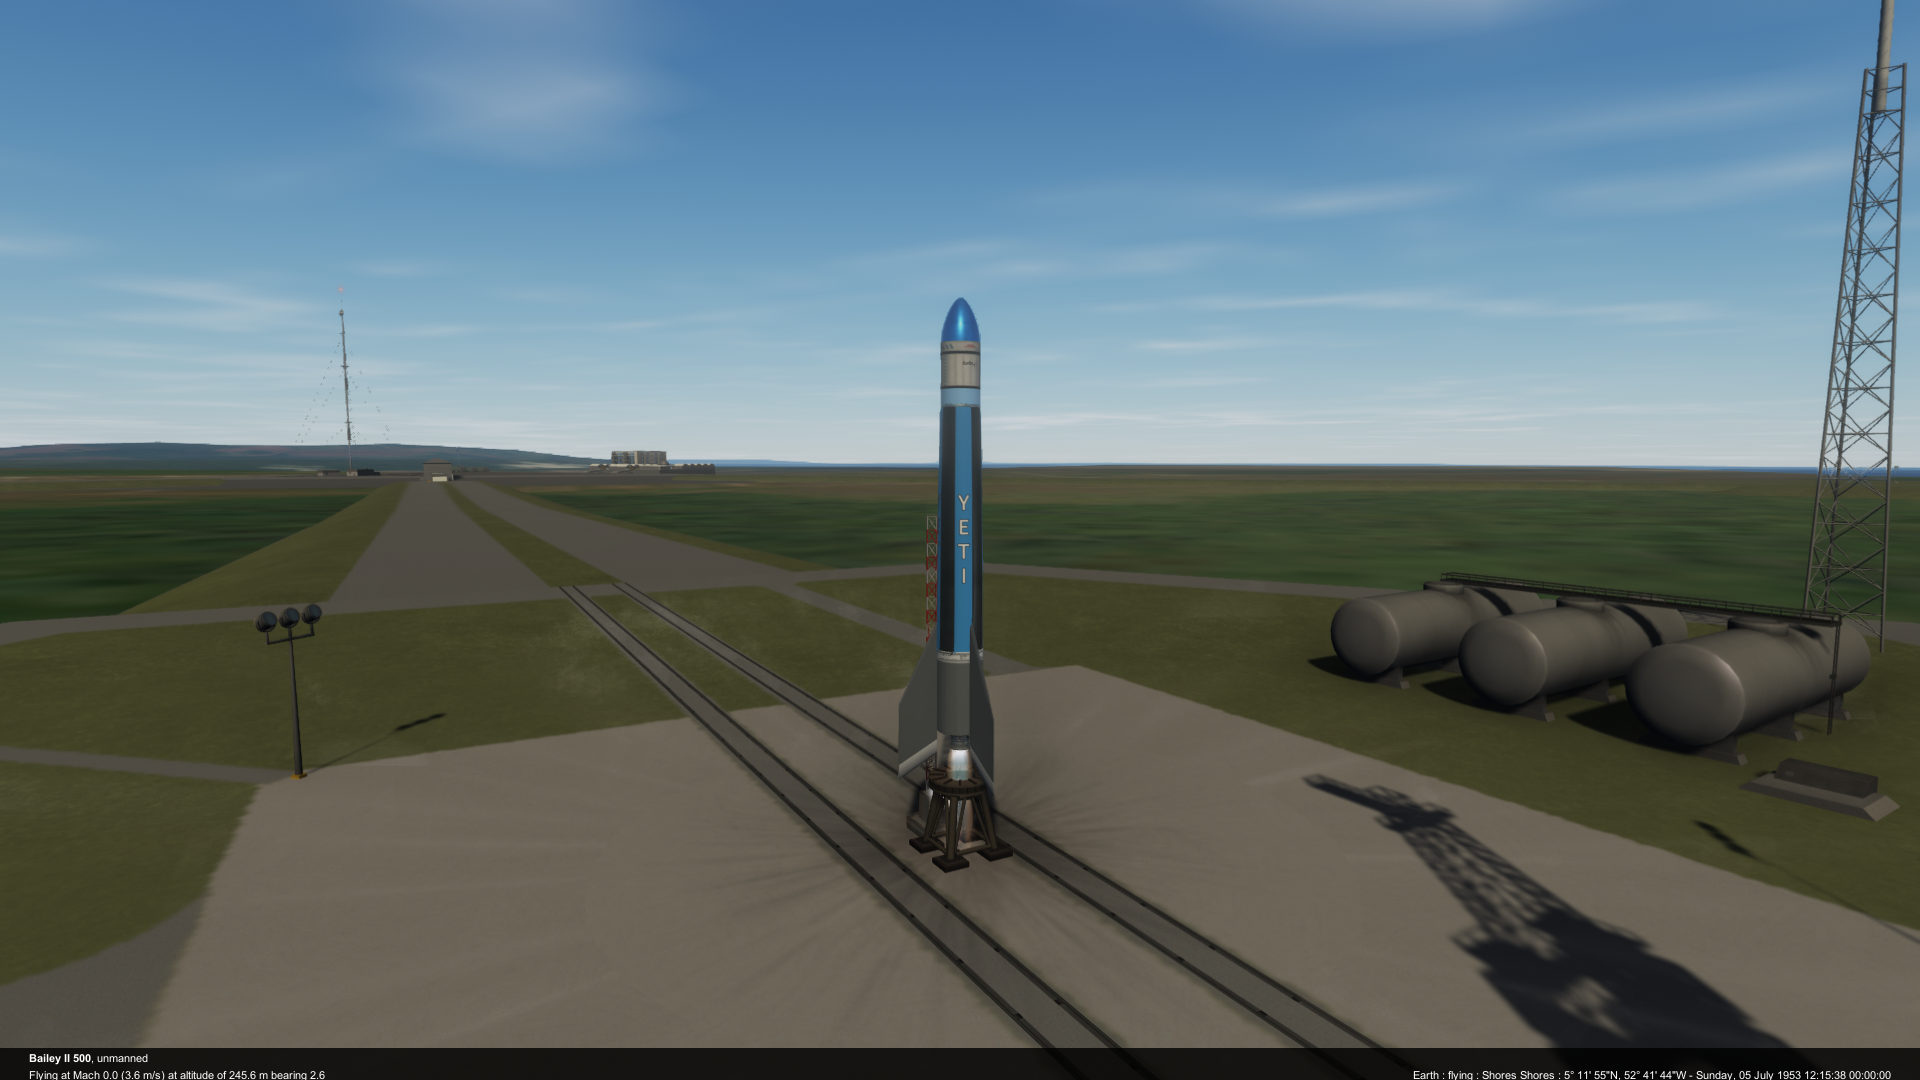 YETI
Bailey II 500, unmanned
Flying at Mach 0.0 (3.6 m/s) at altitude of 245.6 m bearing 2.6
Earth : flying : Shores Shores : 5° 11' 55"N, 52° 41' 44"W - Sunday, 05 July 1953 12:15:38 00:00:00